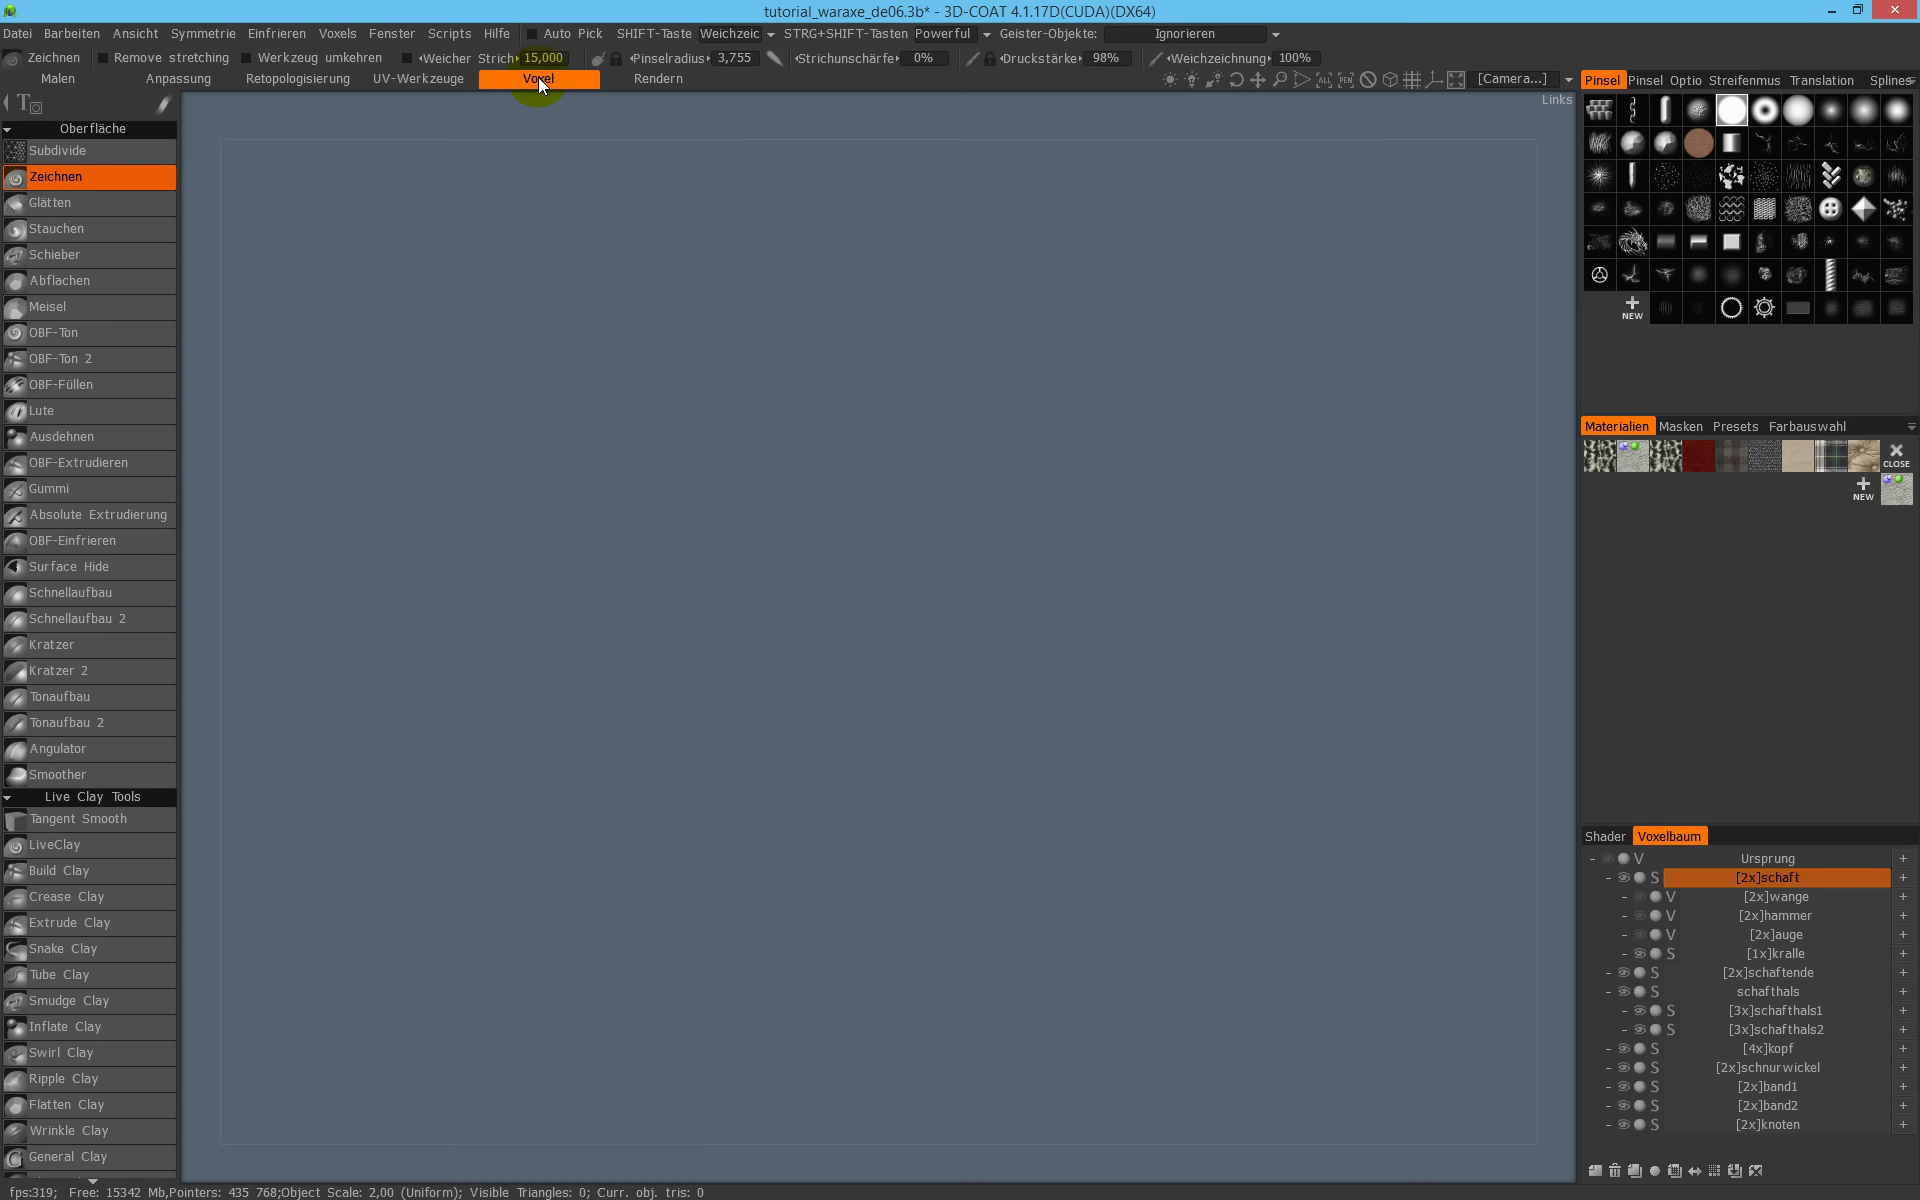 tutorial_waraxe_de06.3b* - 3D-COAT 4.1.17D(CUDA)(DX64)
Datei Barbeiten Ansicht Symmetrie Einfrieren Voxels Fenster Scripts Hilfe Auto Pick SHIFT-Taste Weichzeic STRG+SHIFT-Tasten Powerful Geister-Objekte: Ignorieren
Zeichnen Remove stretching Werkzeug umkehren Weicher Strich 15,000 Pinselradius 3,755 Strichunschärfe 0% Druckstärke 98% Weichzeichnung 100%
Malen Anpassung Retopologisierung UV-Werkzeuge Voxel Rendern ALL PEN [Camera...]
Links
Oberfläche
Subdivide
Zeichnen
Glätten
Stauchen
Schieber
Abflachen
Meisel
OBF-Ton
OBF-Ton 2
OBF-Füllen
Lute
Ausdehnen
OBF-Extrudieren
Gummi
Absolute Extrudierung
OBF-Einfrieren
Surface Hide
Schnellaufbau
Schnellaufbau 2
Kratzer
Kratzer 2
Tonaufbau
Tonaufbau 2
Angulator
Smoother
Live Clay Tools
Tangent Smooth
LiveClay
Build Clay
Crease Clay
Extrude Clay
Snake Clay
Tube Clay
Smudge Clay
Inflate Clay
Swirl Clay
Ripple Clay
Flatten Clay
Wrinkle Clay
General Clay
Pinsel Pinsel Optio Streifenmus Translation Splines
NEW
Materialien Masken Presets Farbauswahl
CLOSE
NEW
Shader Voxelbaum
V Ursprung +
S [2x]schaft +
V [2x]wange +
V [2x]hammer +
V [2x]auge +
S [1x]kralle +
S [2x]schaftende +
S schafthals +
S [3x]schafthals1 +
S [3x]schafthals2 +
S [4x]kopf +
S [2x]schnurwickel +
S [2x]band1 +
S [2x]band2 +
S [2x]knoten +
fps:319; Free: 15342 Mb,Pointers: 435 768;Object Scale: 2,00 (Uniform); Visible Triangles: 0; Curr. obj. tris: 0